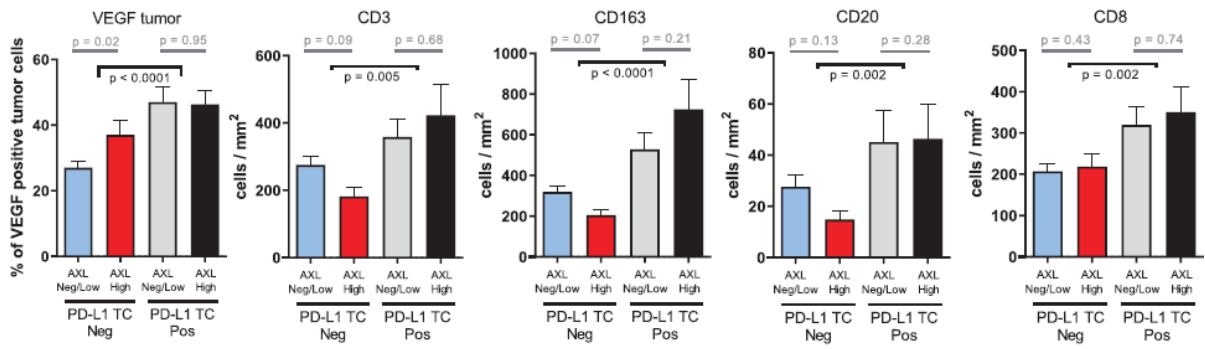 VEGF tumor
p = 0.02 p = 0.95
p < 0.0001
% of VEGF positive tumor cells
60
40
20
0
AXL Neg/Low
AXL High
AXL Neg/Low
AXL High
PD-L1 TC Neg
PD-L1 TC Pos
CD3
p = 0.09 p = 0.68
p = 0.005
cells / mm²
600
400
200
0
AXL Neg/Low
AXL High
AXL Neg/Low
AXL High
PD-L1 TC Neg
PD-L1 TC Pos
CD163
p = 0.07 p = 0.21
p < 0.0001
cells / mm²
1000
800
600
400
200
0
AXL Neg/Low
AXL High
AXL Neg/Low
AXL High
PD-L1 TC Neg
PD-L1 TC Pos
CD20
p = 0.13 p = 0.28
p = 0.002
cells / mm²
80
60
40
20
0
AXL Neg/Low
AXL High
AXL Neg/Low
AXL High
PD-L1 TC Neg
PD-L1 TC Pos
CD8
p = 0.43 p = 0.74
p = 0.002
cells / mm²
500
400
300
200
100
0
AXL Neg/Low
AXL High
AXL Neg/Low
AXL High
PD-L1 TC Neg
PD-L1 TC Pos